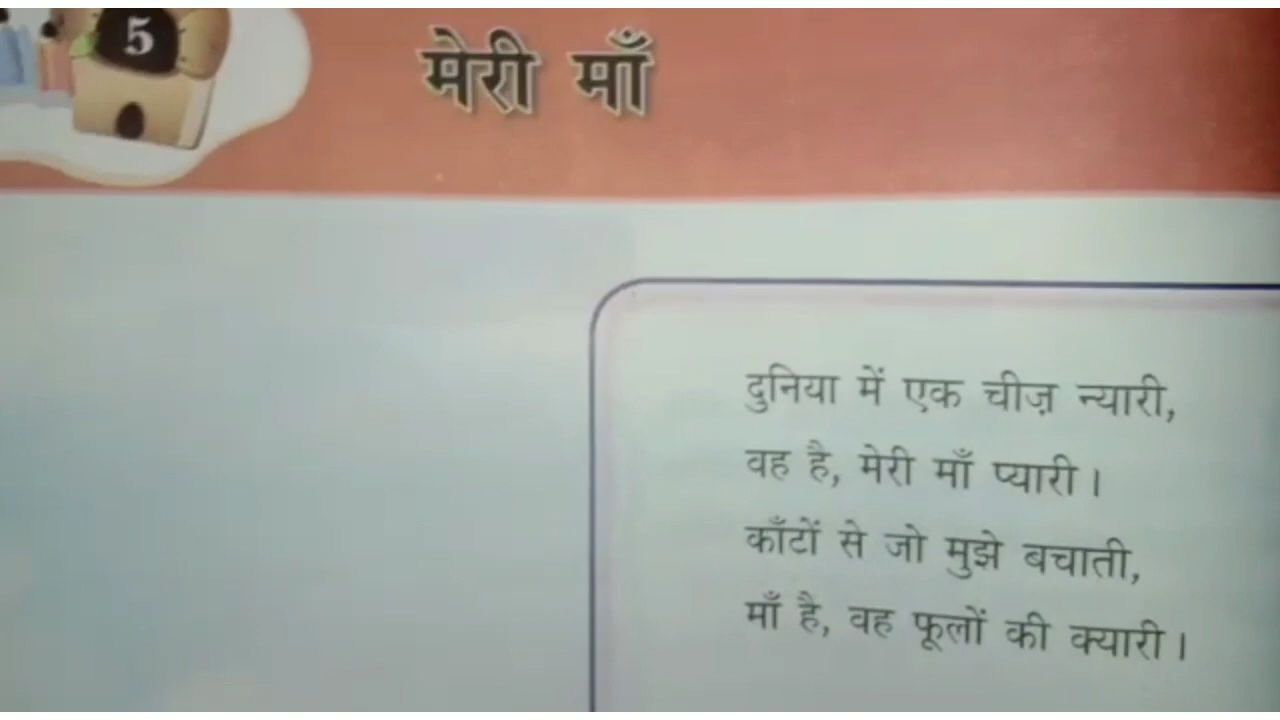 5
मेरी माँ
दुनिया में एक चीज़ न्यारी,
वह है, मेरी माँ प्यारी।
काँटों से जो मुझे बचाती,
माँ है, वह फूलों की क्यारी।